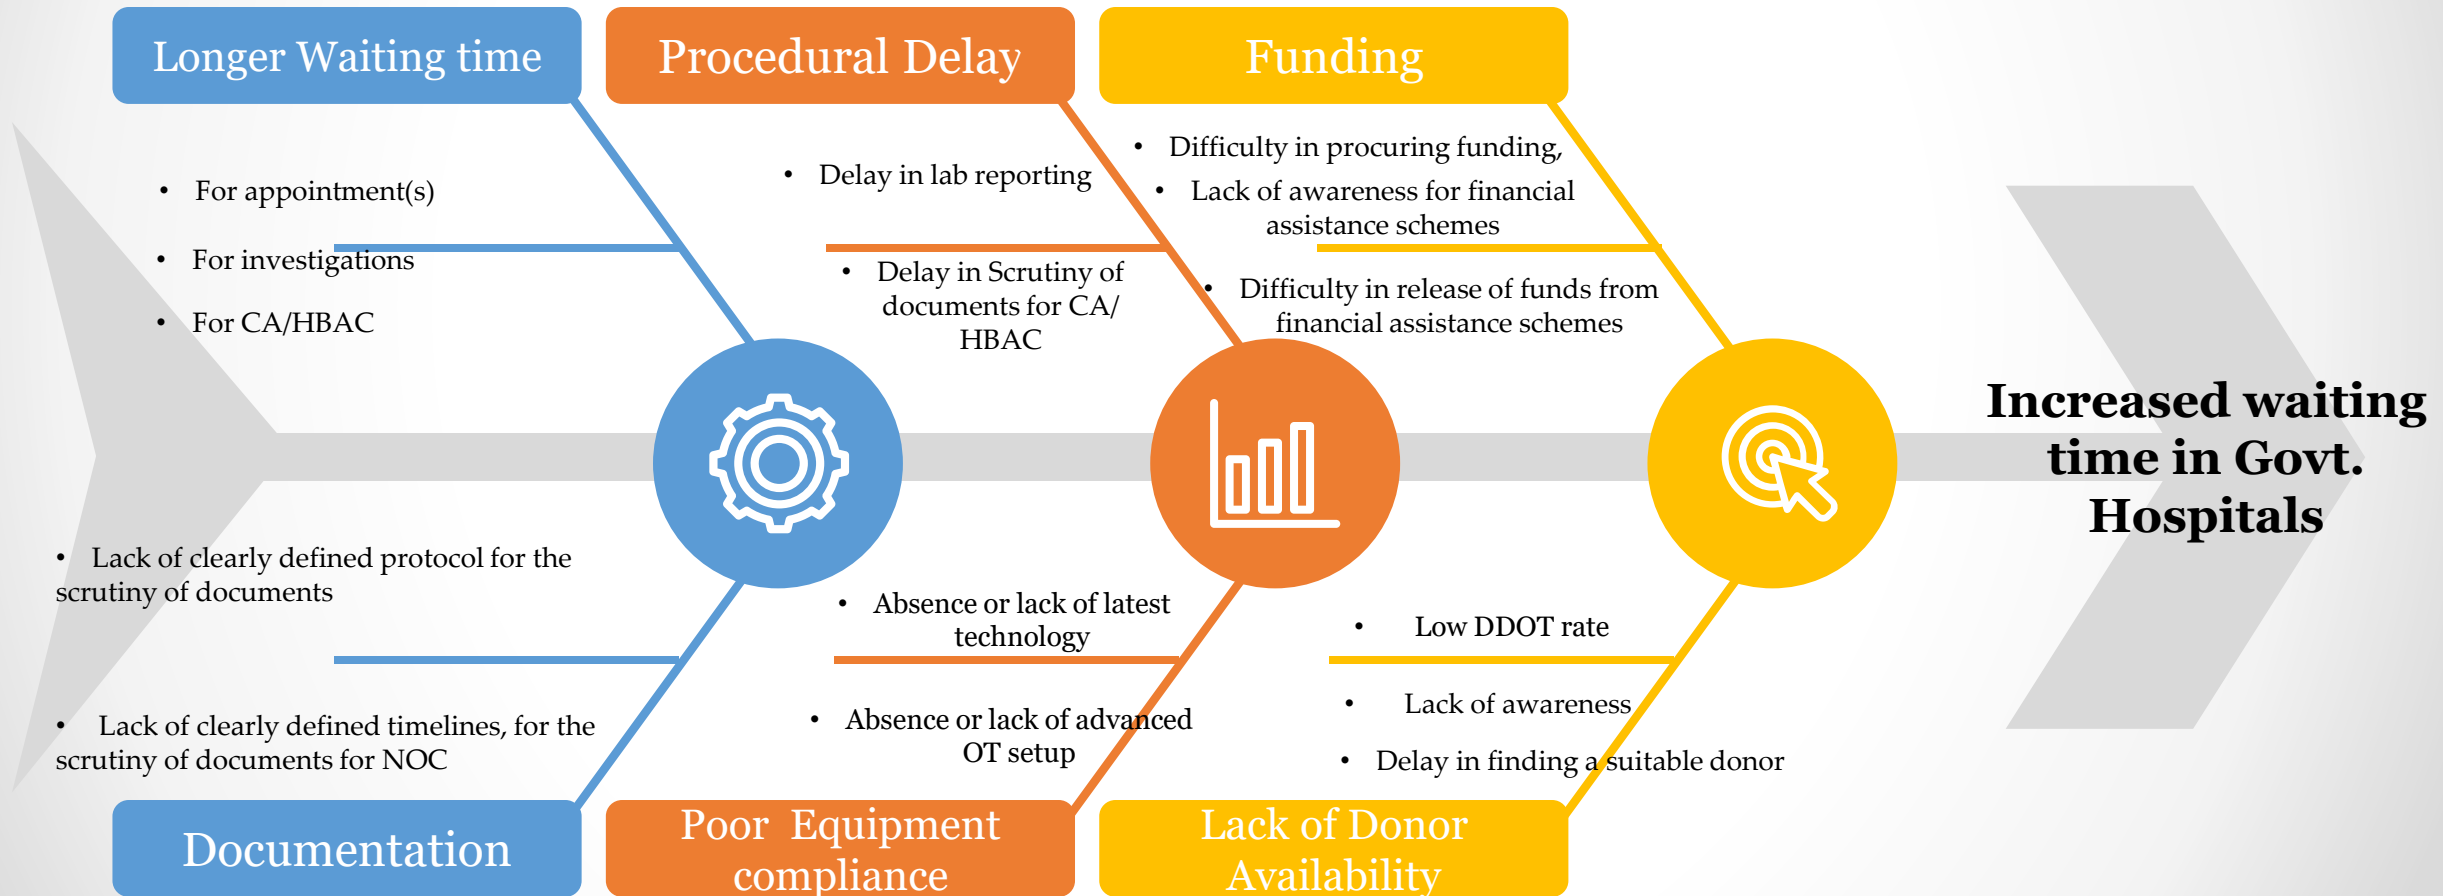 Longer Waiting time
Procedural Delay
Funding
• For appointment(s)
• For investigations
• For CA/HBAC
• Delay in lab reporting
• Delay in Scrutiny of
documents for CA/
HBAC
• Difficulty in procuring funding,
• Lack of awareness for financial
assistance schemes
• Difficulty in release of funds from
financial assistance schemes
Increased waiting
time in Govt.
Hospitals
• Lack of clearly defined protocol for the
scrutiny of documents
• Lack of clearly defined timelines, for the
scrutiny of documents for NOC
• Absence or lack of latest
technology
• Absence or lack of advanced
OT setup
• Low DDOT rate
• Lack of awareness
• Delay in finding a suitable donor
Documentation
Poor Equipment
compliance
Lack of Donor
Availability